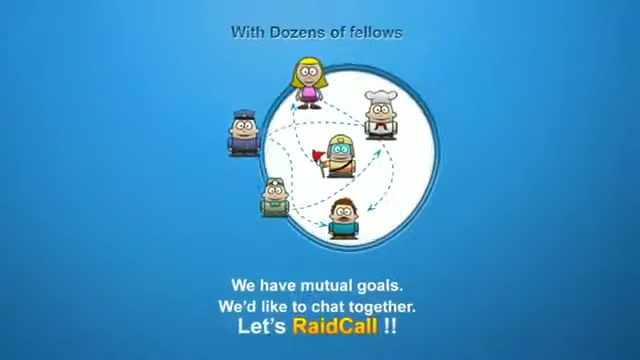 With Dozens of fellows
We have mutual goals.
We'd like to chat together.
Let's RaidCall !!